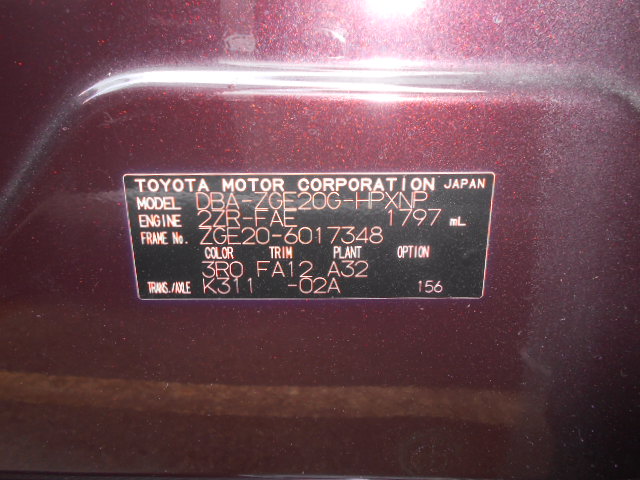 TOYOTA MOTOR CORPORATION JAPAN
MODEL DBA-ZGE20G-HPXNP
ENGINE 2ZR-FAE 1797 mL
FRAME No. ZGE20-6017348
COLOR TRIM PLANT OPTION
3R0 FA12 A32
TRANS./AXLE K311 -02A 156